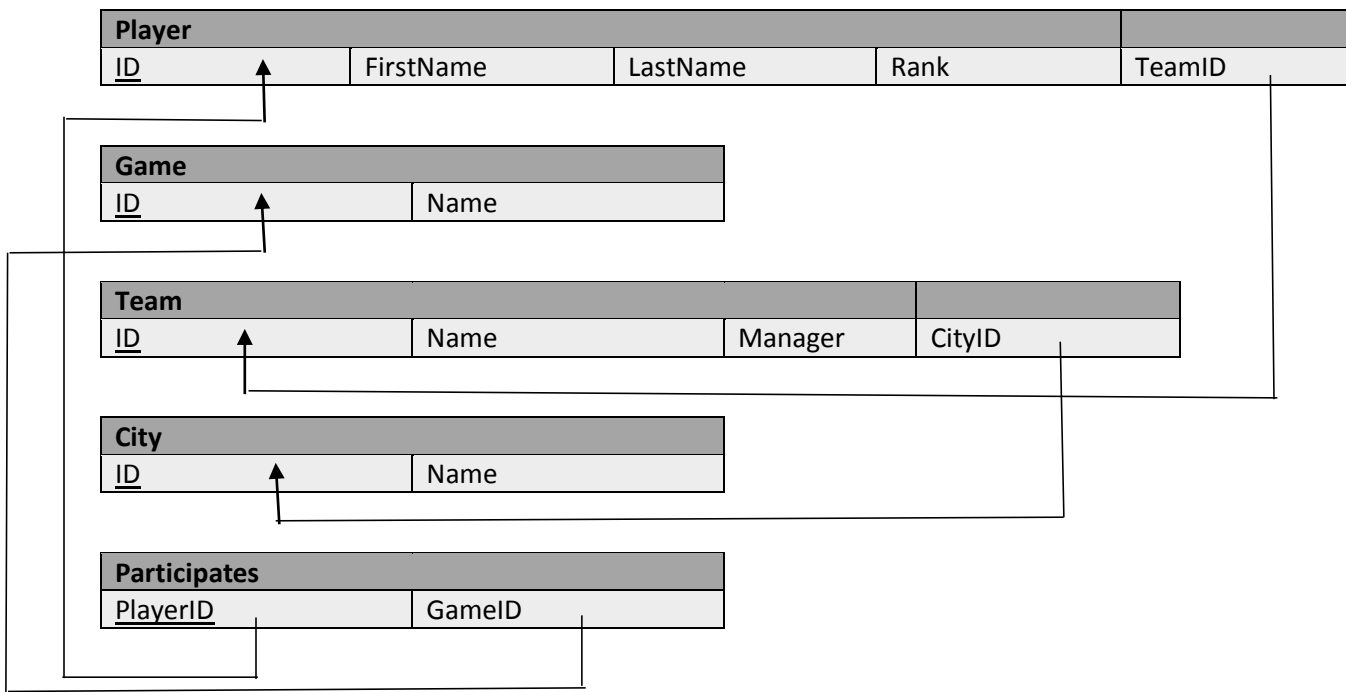 Player
ID FirstName LastName Rank TeamID
Game
ID Name
Team
ID Name Manager CityID
City
ID Name
Participates
PlayerID GameID